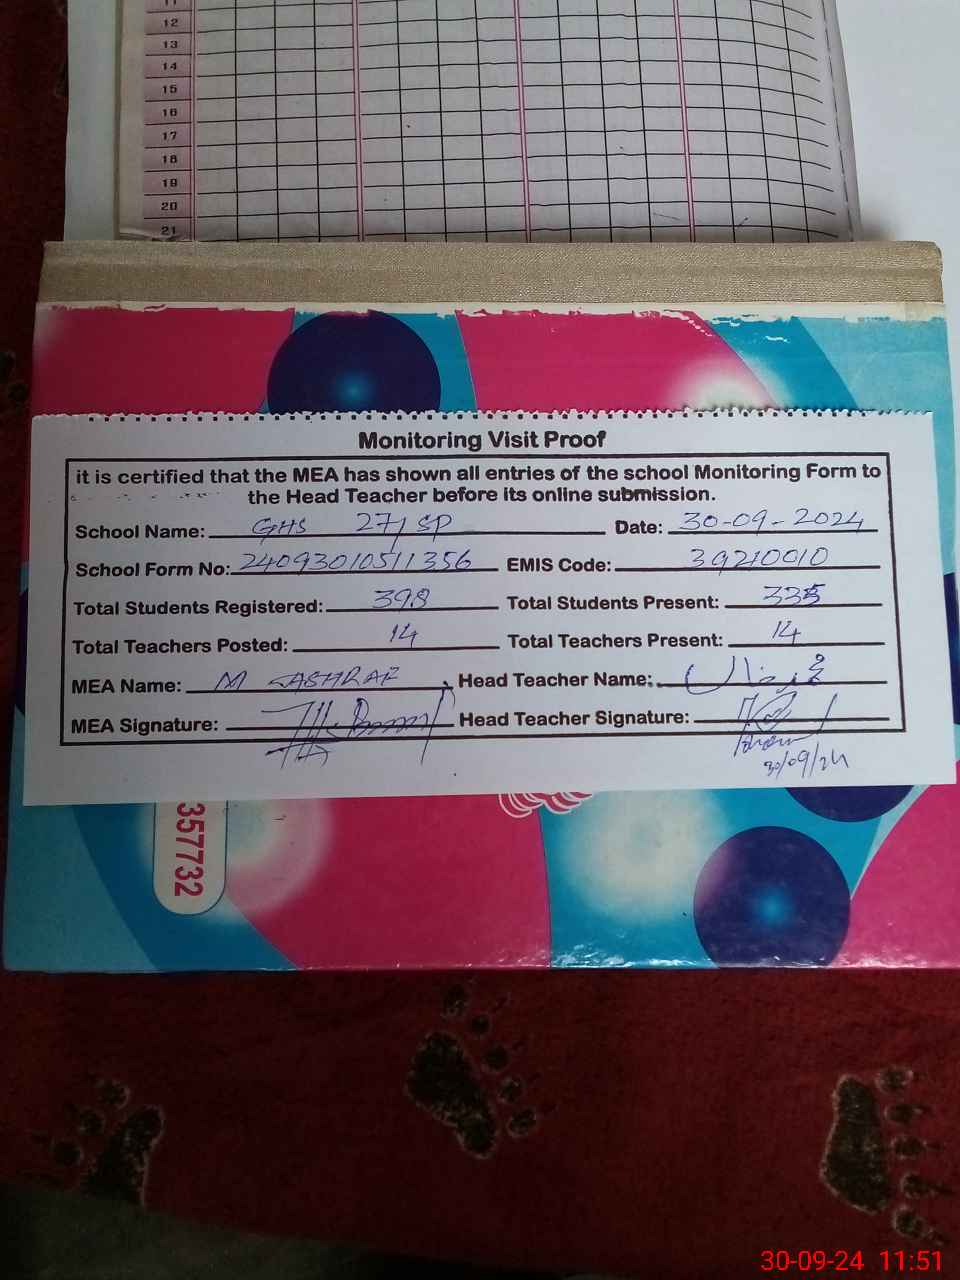 11
12
13
14
15
16
17
18
19
20
21
Monitoring Visit Proof
it is certified that the MEA has shown all entries of the school Monitoring Form to
the Head Teacher before its online submission.
School Name: GHS 27/SP Date: 30-09-2024
School Form No: 24093010511356 EMIS Code: 39210010
Total Students Registered: 398 Total Students Present: 335
Total Teachers Posted: 14 Total Teachers Present: 14
MEA Name: M ASHRAF Head Teacher Name:
MEA Signature: Head Teacher Signature:
30/09/24
357732
30-09-24 11:51